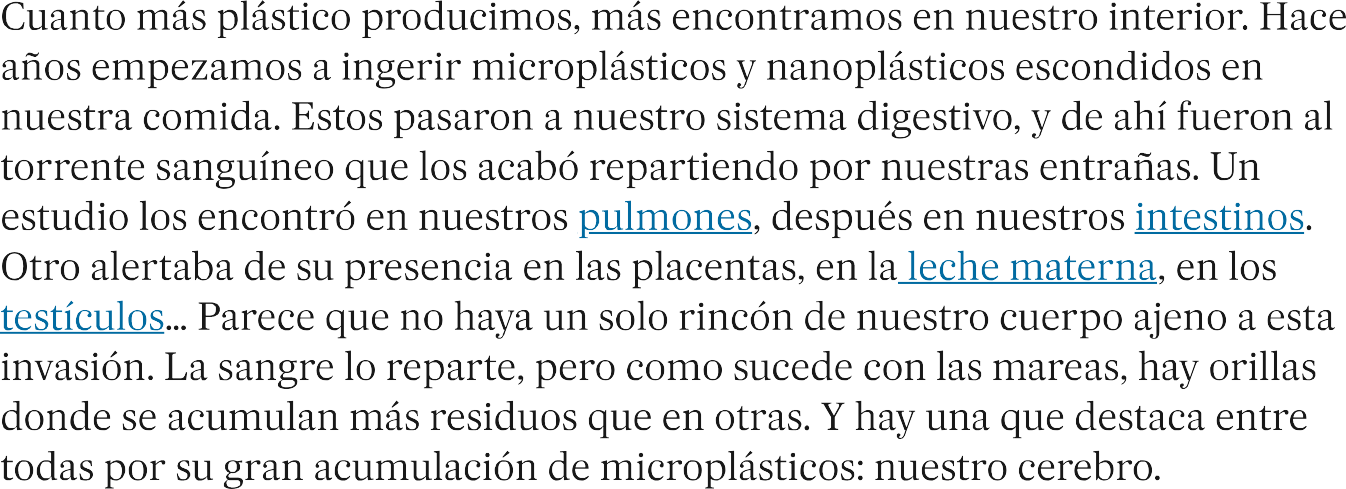 Cuanto más plástico producimos, más encontramos en nuestro interior. Hace
años empezamos a ingerir microplásticos y nanoplásticos escondidos en
nuestra comida. Estos pasaron a nuestro sistema digestivo, y de ahí fueron al
torrente sanguíneo que los acabó repartiendo por nuestras entrañas. Un
estudio los encontró en nuestros pulmones, después en nuestros intestinos.
Otro alertaba de su presencia en las placentas, en la leche materna, en los
testículos... Parece que no haya un solo rincón de nuestro cuerpo ajeno a esta
invasión. La sangre lo reparte, pero como sucede con las mareas, hay orillas
donde se acumulan más residuos que en otras. Y hay una que destaca entre
todas por su gran acumulación de microplásticos: nuestro cerebro.